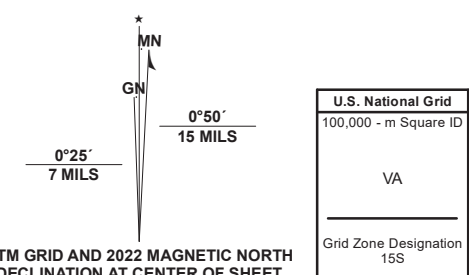 ★
MN
GN
0°50´
15 MILS
0°25´
7 MILS
TM GRID AND 2022 MAGNETIC NORTH
DECLINATION AT CENTER OF SHEET
U.S. National Grid
100,000 - m Square ID
VA
Grid Zone Designation
15S